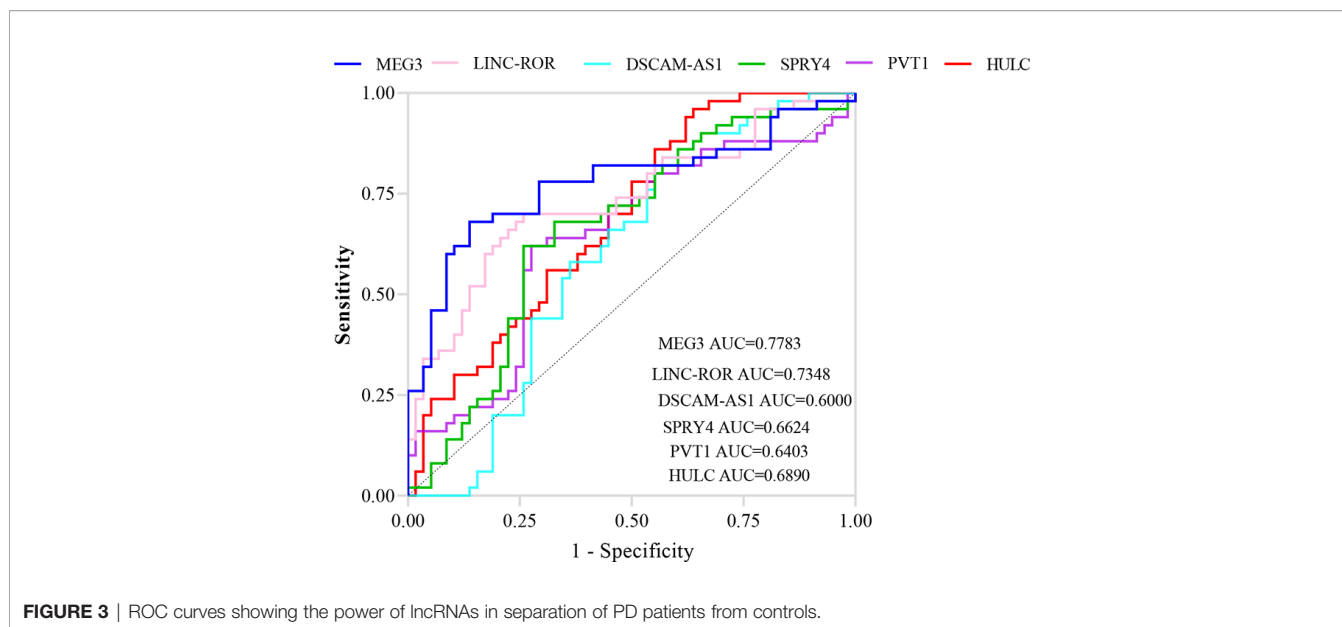 MEG3 LINC-ROR DSCAM-AS1 SPRY4 PVT1 HULC
1.00
0.75
0.50
0.25
0.00
Sensitivity
MEG3 AUC=0.7783
LINC-ROR AUC=0.7348
DSCAM-AS1 AUC=0.6000
SPRY4 AUC=0.6624
PVT1 AUC=0.6403
HULC AUC=0.6890
0.00 0.25 0.50 0.75 1.00
1 - Specificity
FIGURE 3 | ROC curves showing the power of lncRNAs in separation of PD patients from controls.